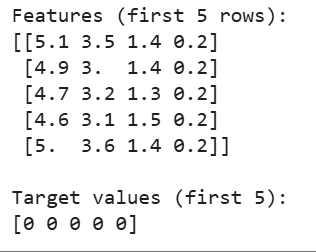 Features (first 5 rows):
[[5.1 3.5 1.4 0.2]
 [4.9 3.  1.4 0.2]
 [4.7 3.2 1.3 0.2]
 [4.6 3.1 1.5 0.2]
 [5.  3.6 1.4 0.2]]

Target values (first 5):
[0 0 0 0 0]